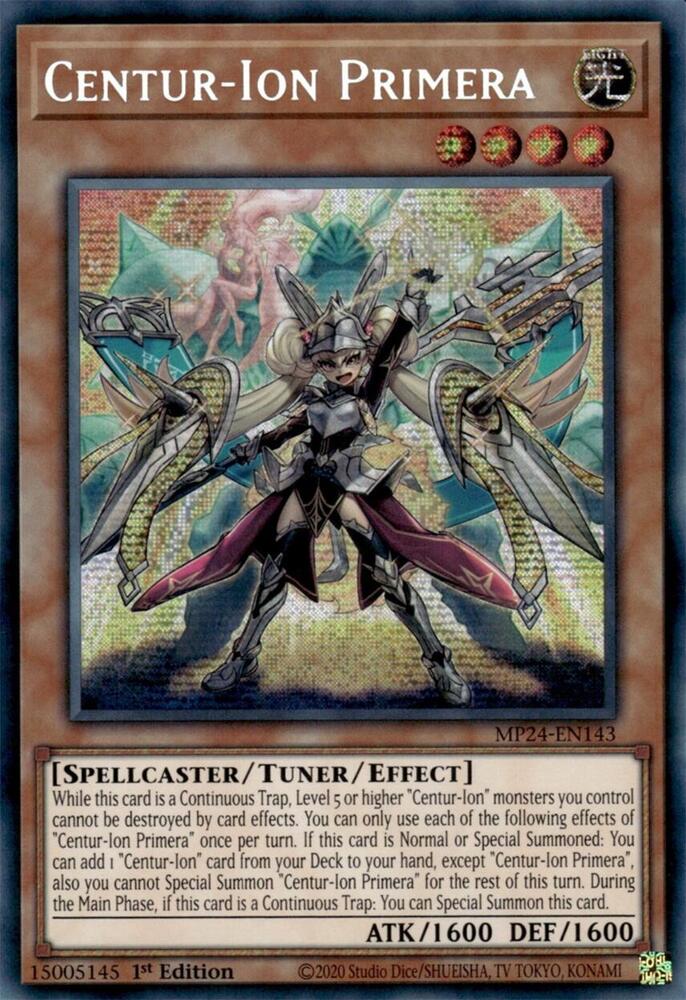 CENTUR-ION PRIMERA
LIGHT
光
MP24-EN143
[SPELLCASTER/TUNER/EFFECT]
While this card is a Continuous Trap, Level 5 or higher "Centur-Ion" monsters you control
cannot be destroyed by card effects. You can only use each of the following effects of
"Centur-Ion Primera" once per turn. If this card is Normal or Special Summoned: You
can add 1 "Centur-Ion" card from your Deck to your hand, except "Centur-Ion Primera",
also you cannot Special Summon "Centur-Ion Primera" for the rest of this turn. During
the Main Phase, if this card is a Continuous Trap: You can Special Summon this card.
ATK/1600 DEF/1600
15005145 1st Edition ©2020 Studio Dice/SHUEISHA, TV TOKYO, KONAMI